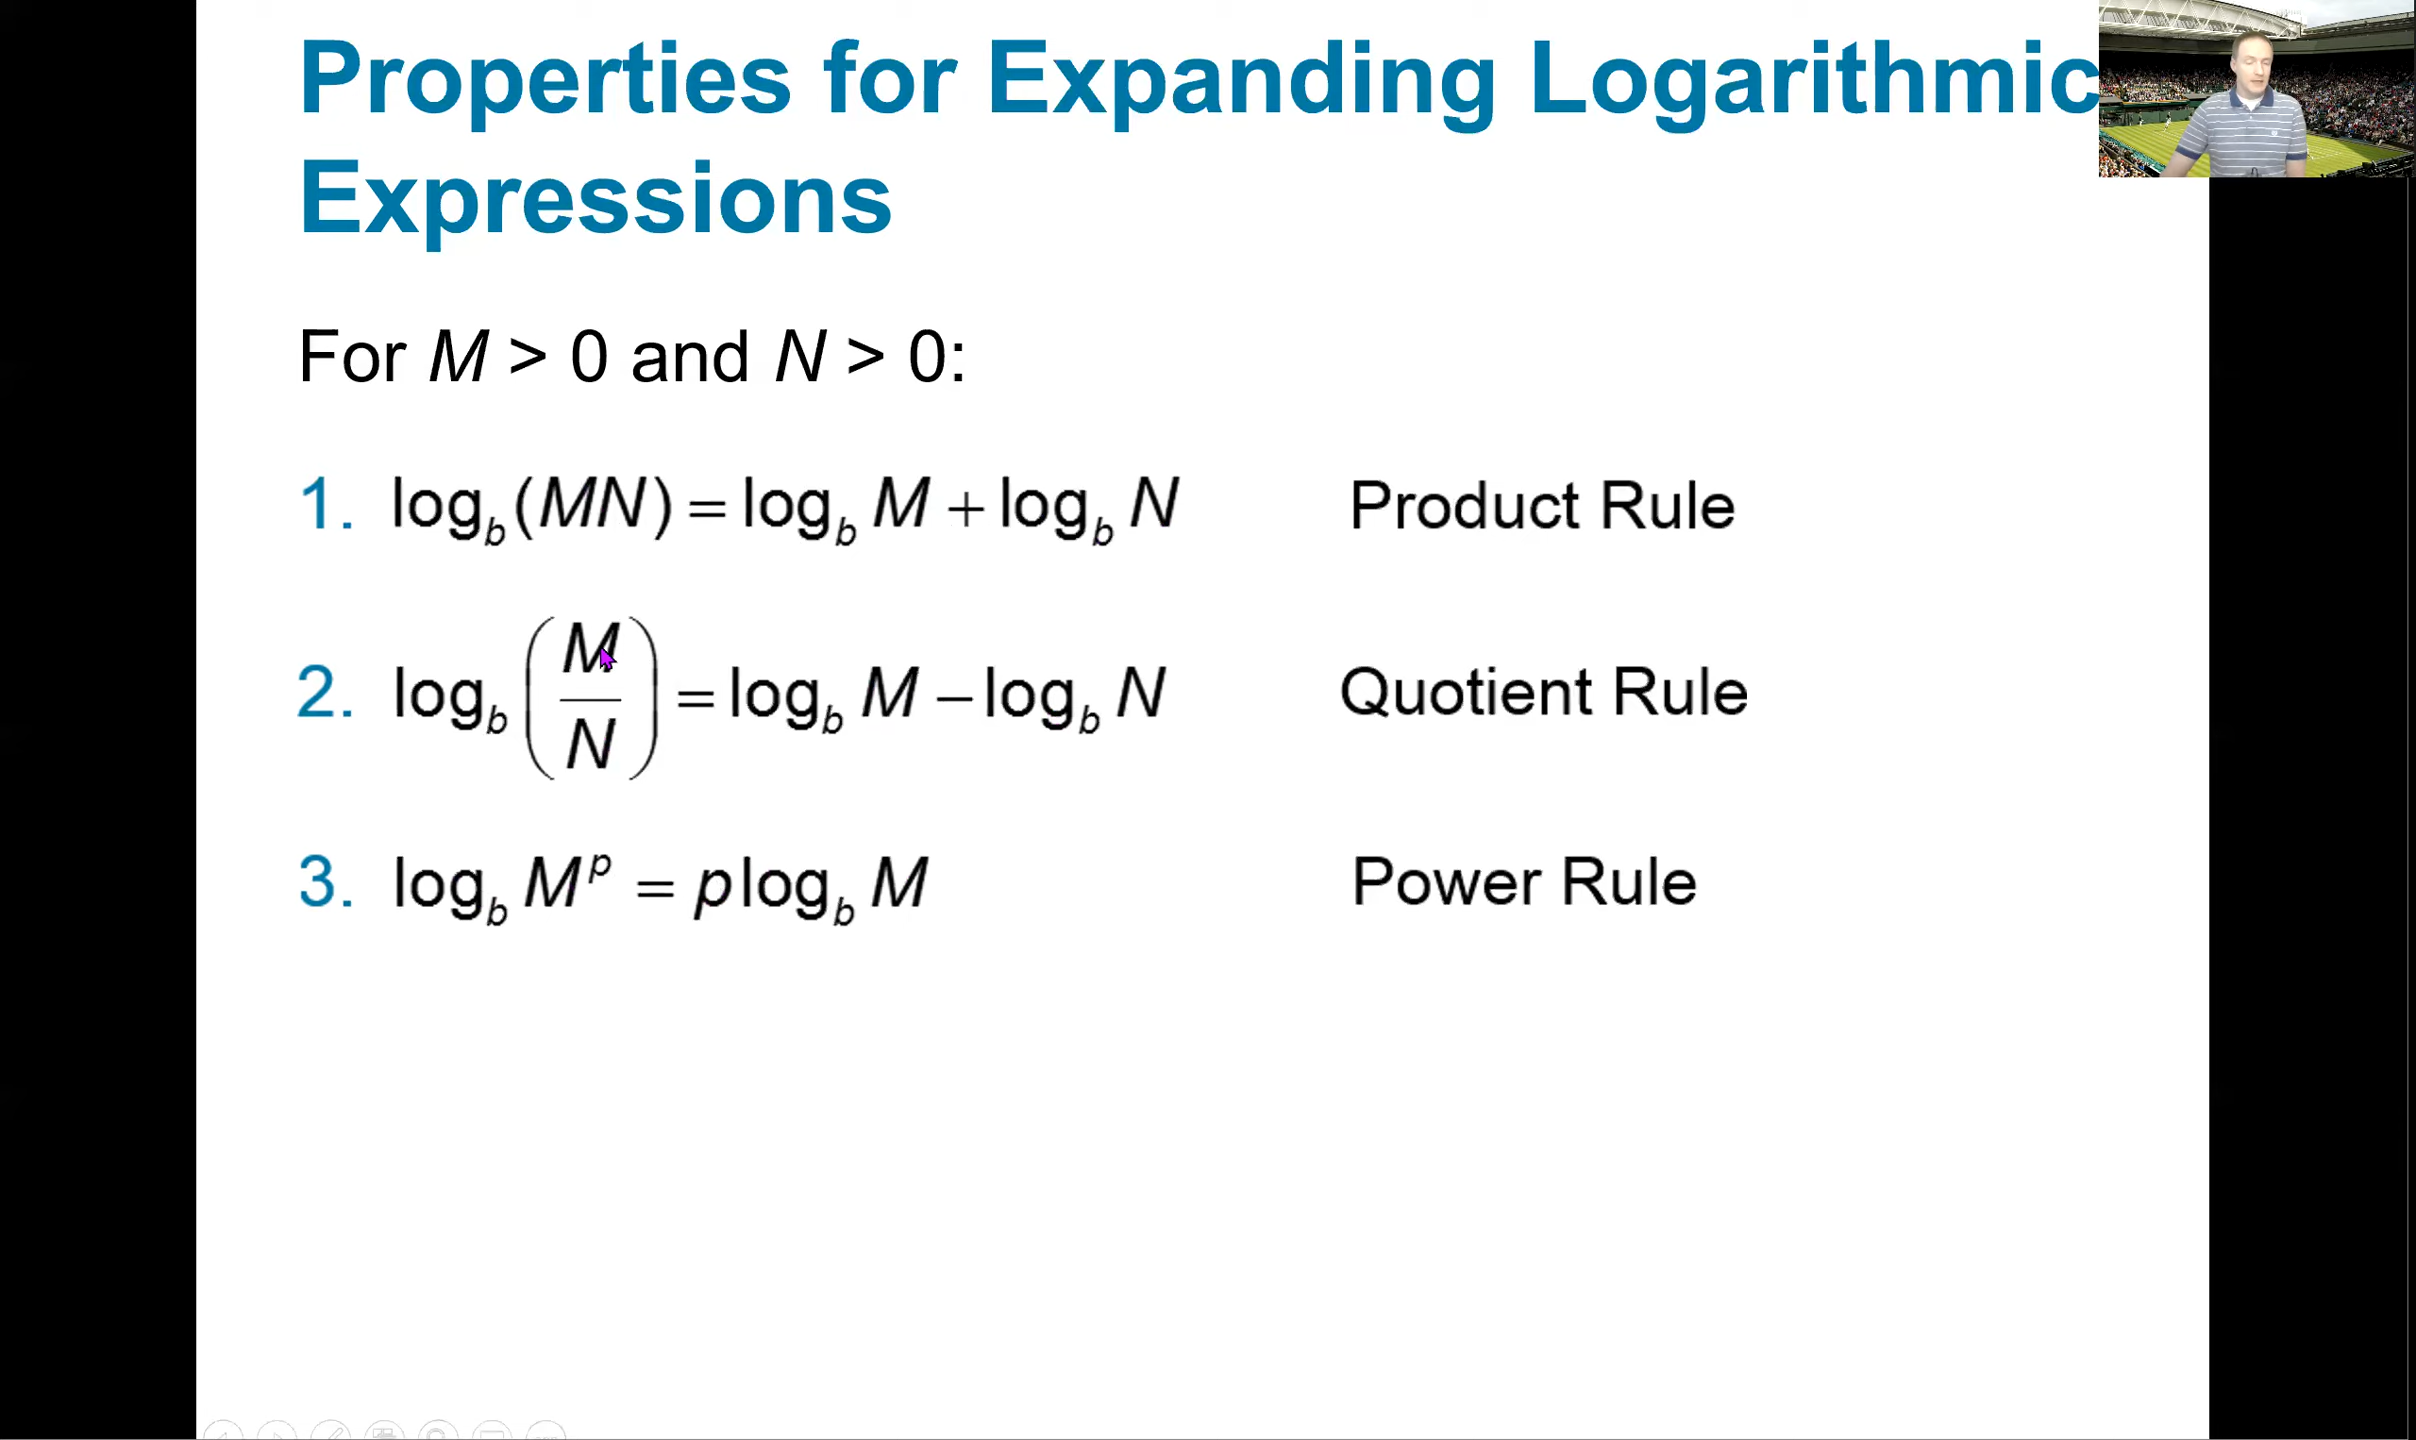 Properties for Expanding Logarithmic
Expressions
For M > 0 and N > 0:
1. log_b(MN) = log_b M + log_b N Product Rule
2. log_b(M/N) = log_b M − log_b N Quotient Rule
3. log_b M^p = p log_b M Power Rule